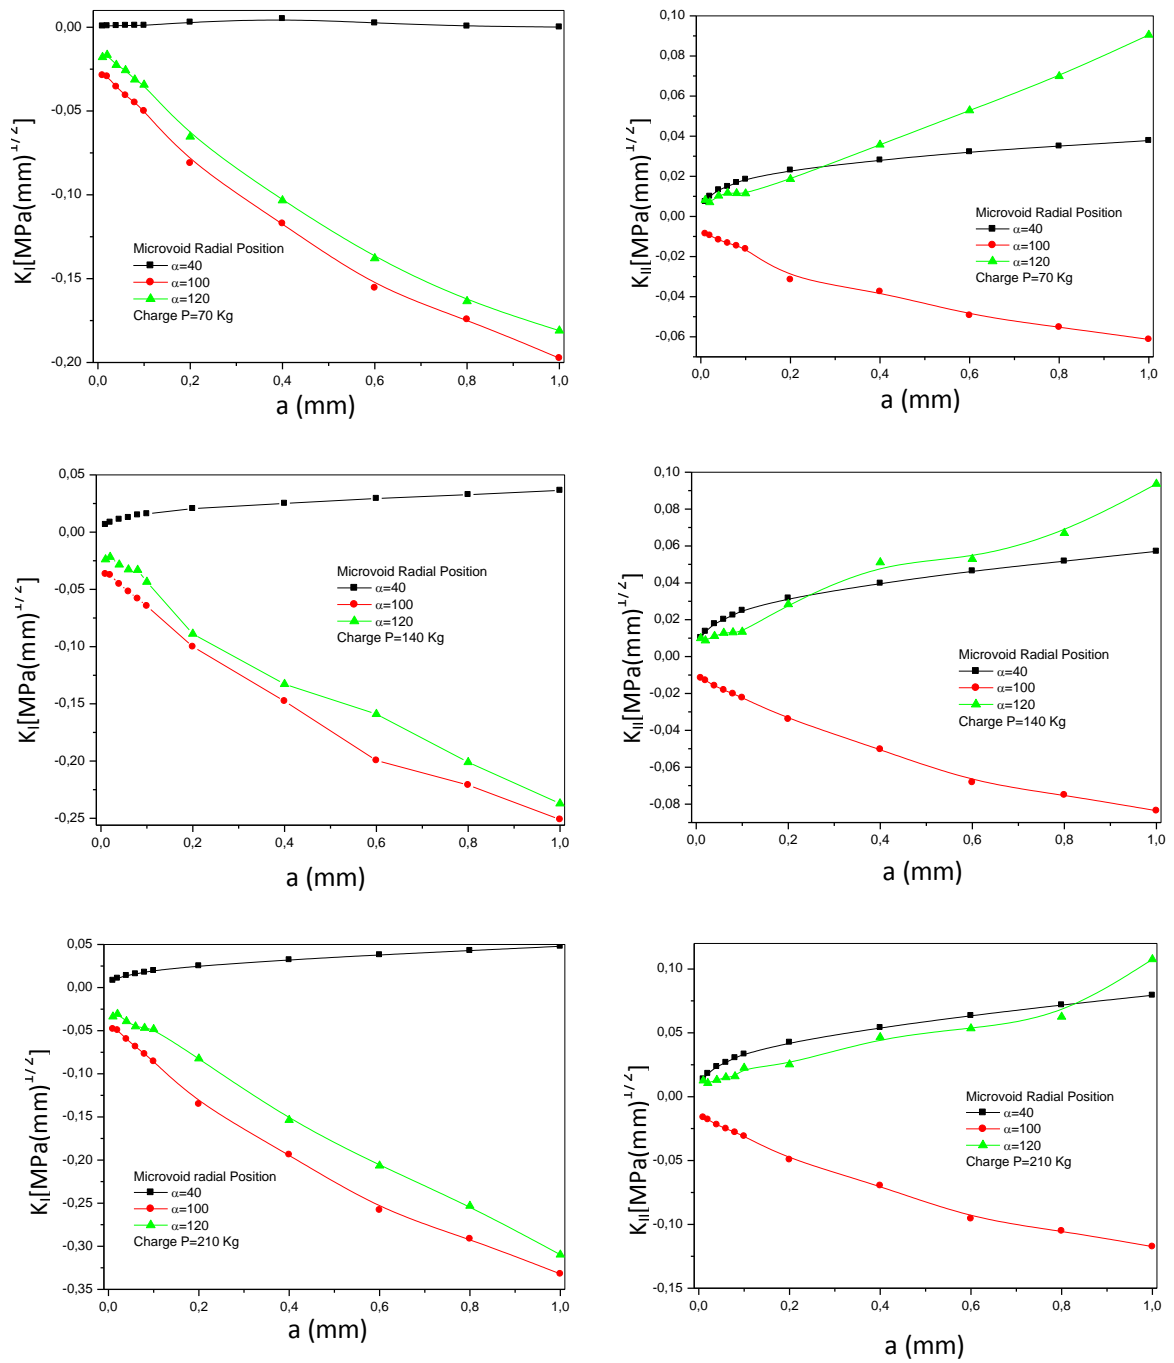 0,00
-0,05
-0,10
-0,15
-0,20
K_I[MPa(mm)^1/2]
Microvoid Radial Position
α=40
α=100
α=120
Charge P=70 Kg
0,0 0,2 0,4 0,6 0,8 1,0
a (mm)
0,10
0,08
0,06
0,04
0,02
0,00
-0,02
-0,04
-0,06
K_II[MPa(mm)^1/2]
Microvoid Radial Position
α=40
α=100
α=120
Charge P=70 Kg
0,0 0,2 0,4 0,6 0,8 1,0
a (mm)
0,05
0,00
-0,05
-0,10
-0,15
-0,20
-0,25
K_I[MPa(mm)^1/2]
Microvoid Radial Position
α=40
α=100
α=120
Charge P=140 Kg
0,0 0,2 0,4 0,6 0,8 1,0
a (mm)
0,10
0,08
0,06
0,04
0,02
0,00
-0,02
-0,04
-0,06
-0,08
K_II[MPa(mm)^1/2]
Microvoid Radial Position
α=40
α=100
α=120
Charge P=140 Kg
0,0 0,2 0,4 0,6 0,8 1,0
a (mm)
0,05
0,00
-0,05
-0,10
-0,15
-0,20
-0,25
-0,30
-0,35
K_I[MPa(mm)^1/2]
Microvoid radial Position
α=40
α=100
α=120
Charge P=210 Kg
0,0 0,2 0,4 0,6 0,8 1,0
a (mm)
0,10
0,05
0,00
-0,05
-0,10
-0,15
K_II[MPa(mm)^1/2]
Microvoid Radial Position
α=40
α=100
α=120
Charge P=210 Kg
0,0 0,2 0,4 0,6 0,8 1,0
a (mm)